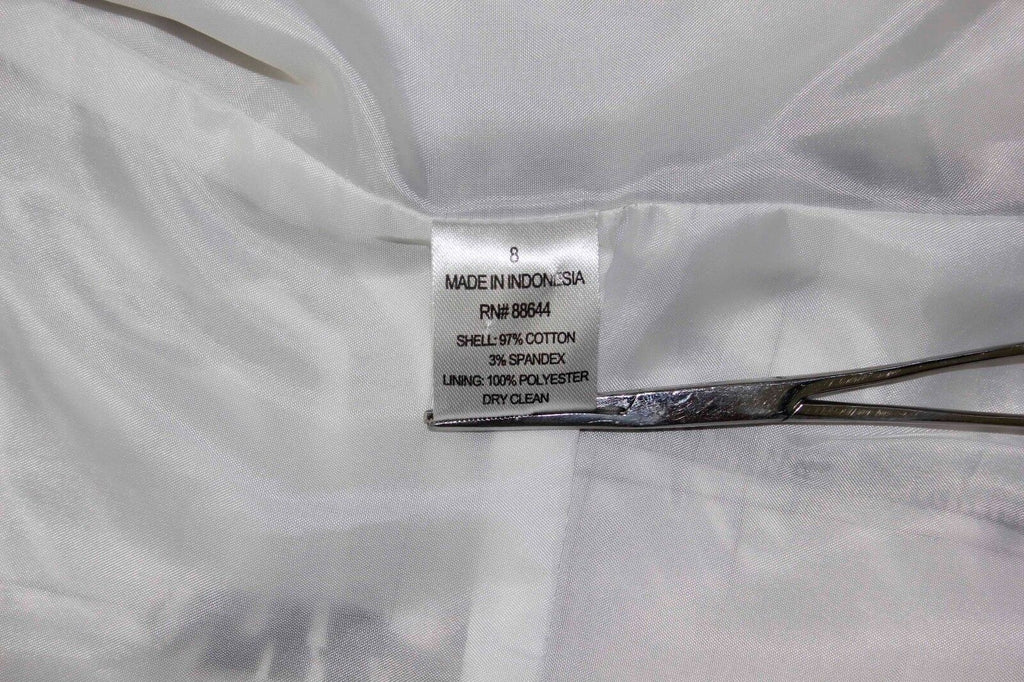 8
MADE IN INDONESIA
RN# 88644
SHELL: 97% COTTON
3% SPANDEX
LINING: 100% POLYESTER
DRY CLEAN